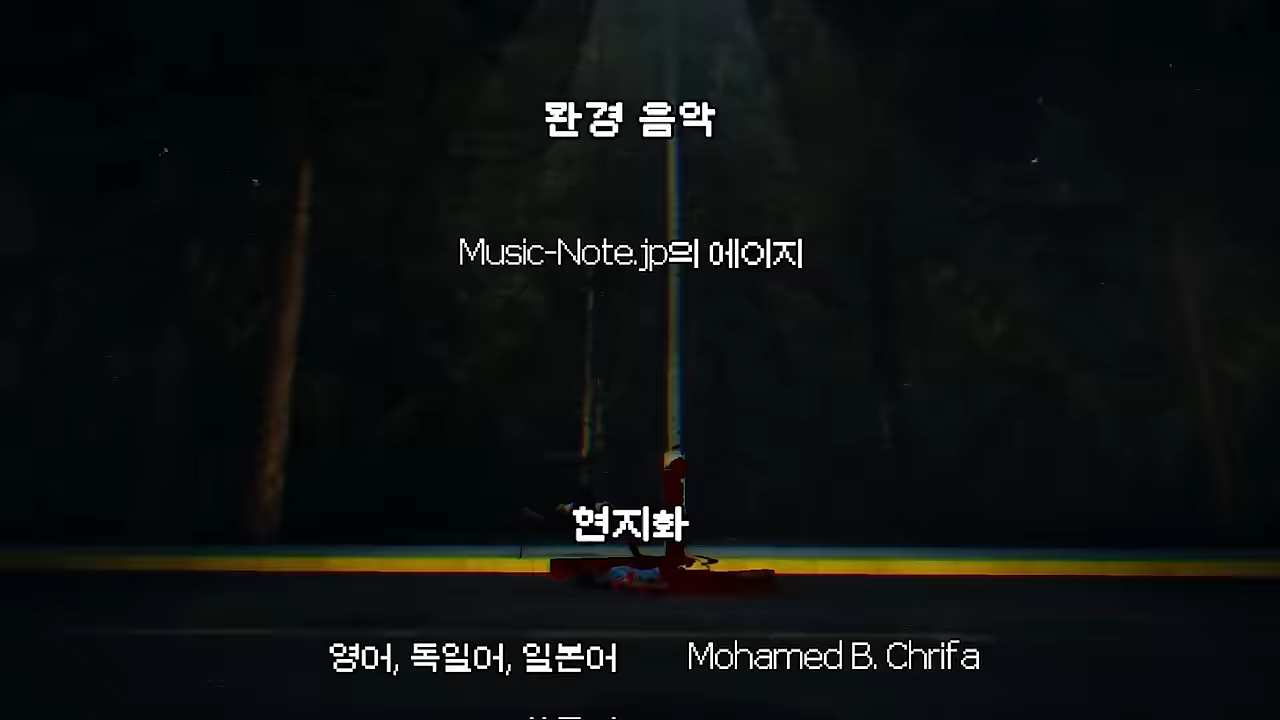 환경 음악
Music-Note.jp의 에이지
현지화
영어, 독일어, 일본어 Mohamed B. Chrifa